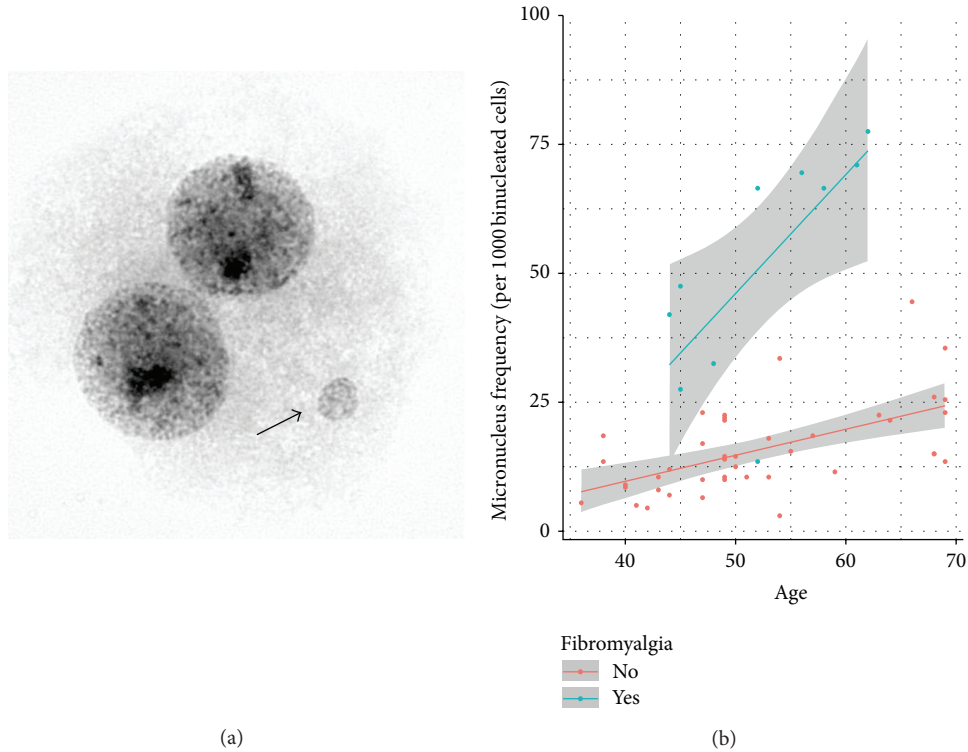 100
75
50
25
0
Micronucleus frequency (per 1000 binucleated cells)
40 50 60 70
Age
Fibromyalgia
No
Yes
(a) (b)